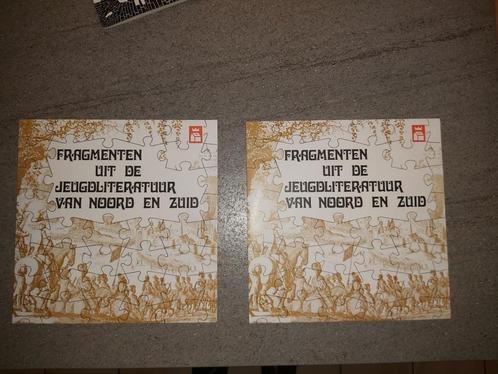 FRAGMENTEN
UIT DE
JEUGDLITERATUUR
VAN NOORD EN ZUID
FRAGMENTEN
UIT DE
JEUGDLITERATUUR
VAN NOORD EN ZUID